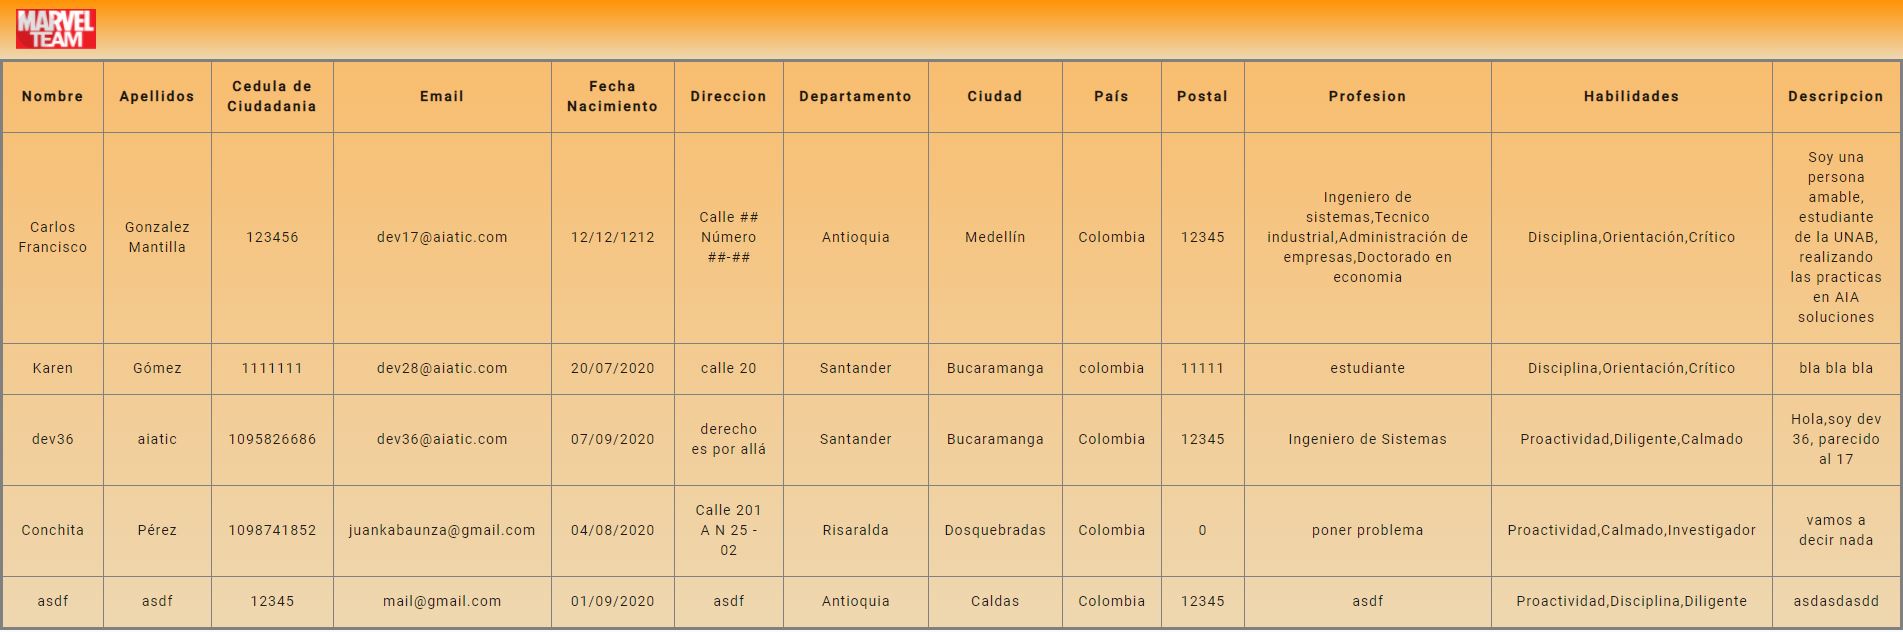 MARVEL
TEAM
Nombre Apellidos Cedula de Ciudadania Email Fecha Nacimiento Direccion Departamento Ciudad País Postal Profesion Habilidades Descripcion
Carlos Francisco Gonzalez Mantilla 123456 dev17@aiatic.com 12/12/1212 Calle ## Número ##-## Antioquia Medellín Colombia 12345 Ingeniero de sistemas,Tecnico industrial,Administración de empresas,Doctorado en economia Disciplina,Orientación,Crítico Soy una persona amable, estudiante de la UNAB, realizando las practicas en AIA soluciones
Karen Gómez 1111111 dev28@aiatic.com 20/07/2020 calle 20 Santander Bucaramanga colombia 11111 estudiante Disciplina,Orientación,Crítico bla bla bla
dev36 aiatic 1095826686 dev36@aiatic.com 07/09/2020 derecho es por allá Santander Bucaramanga Colombia 12345 Ingeniero de Sistemas Proactividad,Diligente,Calmado Hola,soy dev 36, parecido al 17
Conchita Pérez 1098741852 juankabaunza@gmail.com 04/08/2020 Calle 201 A N 25 - 02 Risaralda Dosquebradas Colombia 0 poner problema Proactividad,Calmado,Investigador vamos a decir nada
asdf asdf 12345 mail@gmail.com 01/09/2020 asdf Antioquia Caldas Colombia 12345 asdf Proactividad,Disciplina,Diligente asdasdasdd